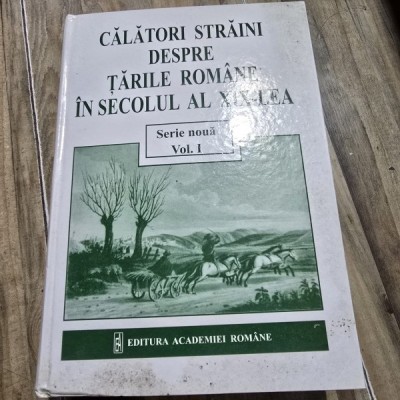 CĂLĂTORI STRĂINI
DESPRE
ȚĂRILE ROMÂNE
ÎN SECOLUL AL XIX-LEA
Serie nouă
Vol. I
EDITURA ACADEMIEI ROMÂNE